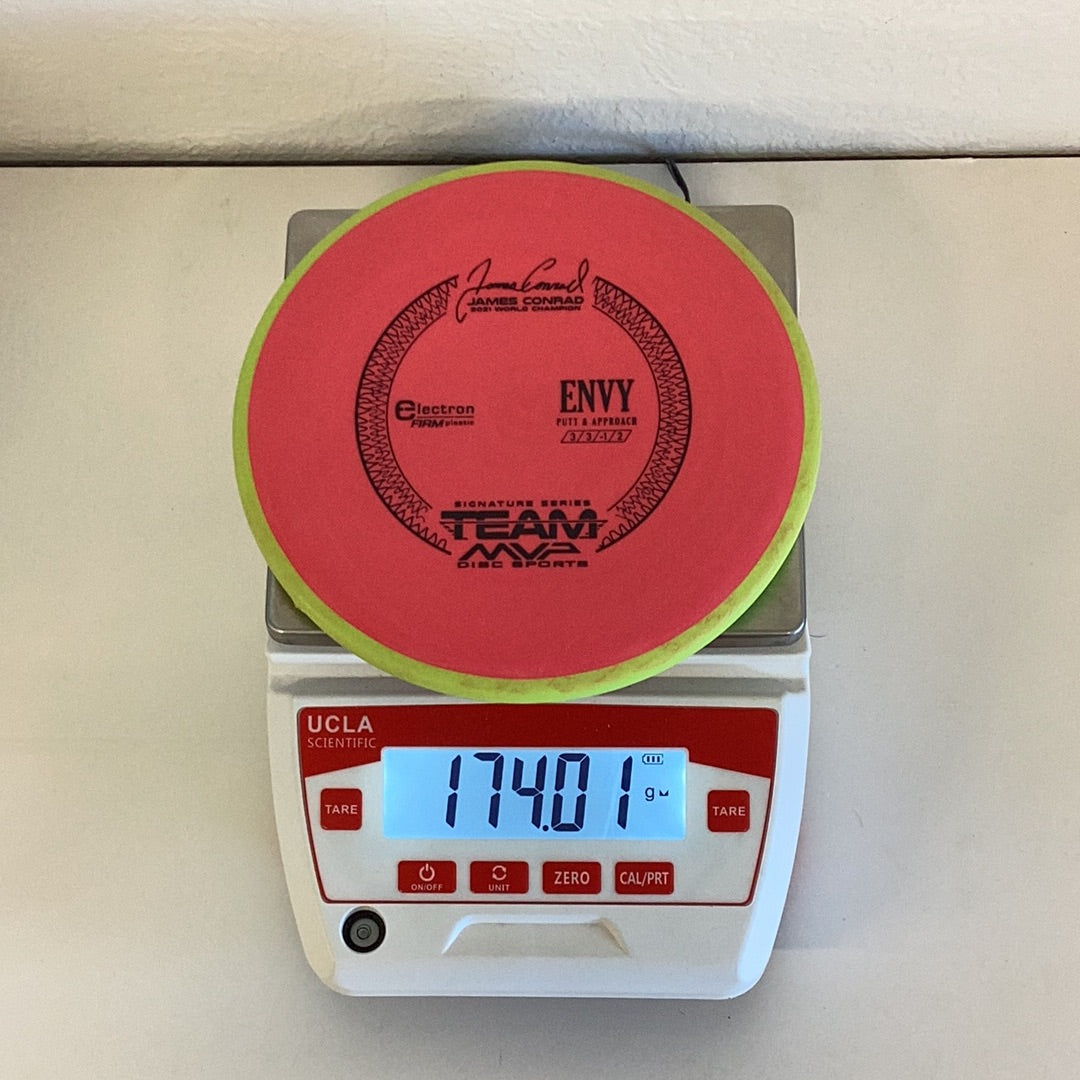 James Conrad
JAMES CONRAD
2021 WORLD CHAMPION
electron
FIRM plastic
ENVY
PUTT & APPROACH
3/3/-1/2
SIGNATURE SERIES
TEAM
MVP
DISC SPORTS
UCLA
SCIENTIFIC
174.01
g
TARE
TARE
ON/OFF
UNIT
ZERO
CAL/PRT